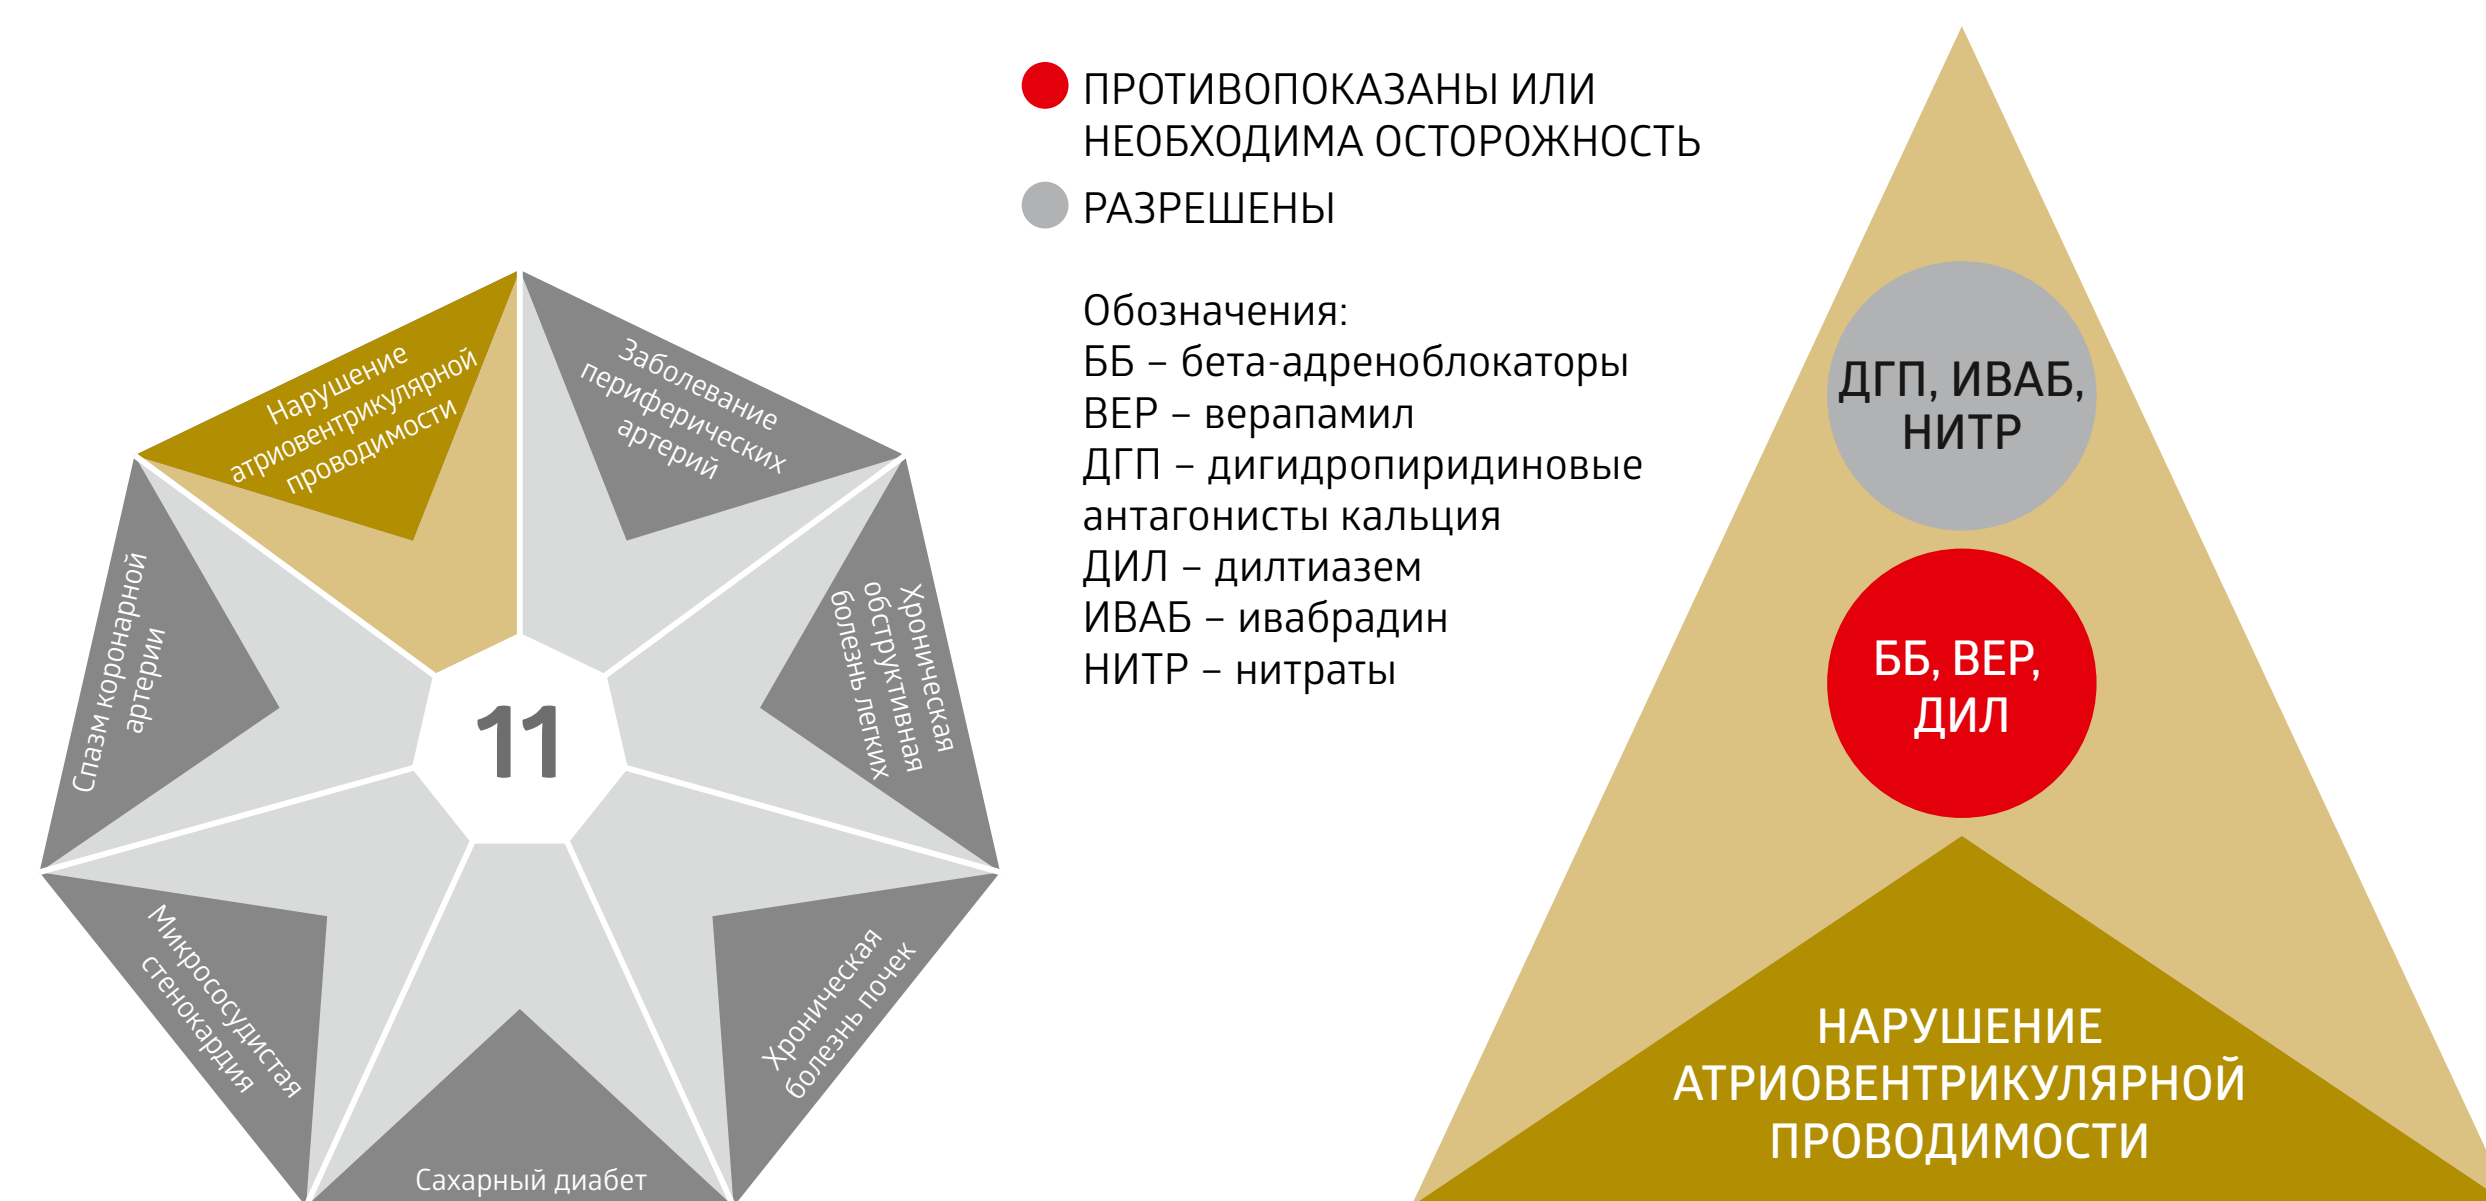 ПРОТИВОПОКАЗАНЫ ИЛИ
НЕОБХОДИМА ОСТОРОЖНОСТЬ
РАЗРЕШЕНЫ
Обозначения:
ББ – бета-адреноблокаторы
ВЕР – верапамил
ДГП – дигидропиридиновые
антагонисты кальция
ДИЛ – дилтиазем
ИВАБ – ивабрадин
НИТР – нитраты
Нарушение
атриовентрикулярной
проводимости
Заболевание
периферических
артерий
Хроническая
обструктивная
болезнь легких
Хроническая
болезнь почек
Сахарный диабет
Микрососудистая
стенокардия
Спазм коронарной
артерии
11
ДГП, ИВАБ,
НИТР
ББ, ВЕР,
ДИЛ
НАРУШЕНИЕ
АТРИОВЕНТРИКУЛЯРНОЙ
ПРОВОДИМОСТИ